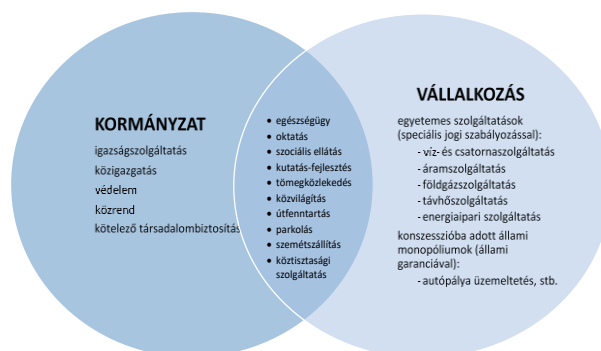 KORMÁNYZAT
igazságszolgáltatás
közigazgatás
védelem
közrend
kötelező társadalombiztosítás
• egészségügy
• oktatás
• szociális ellátás
• kutatás-fejlesztés
• tömegközlekedés
• közvilágítás
• útfenntartás
• parkolás
• szemétszállítás
• köztisztasági
szolgáltatás
VÁLLALKOZÁS
egyetemes szolgáltatások
(speciális jogi szabályozással):
- víz- és csatornaszolgáltatás
- áramszolgáltatás
- földgázszolgáltatás
- távhőszolgáltatás
- energiaipari szolgáltatás
konszesszióba adott állami
monopóliumok (állami
garanciával):
- autópálya üzemeltetés, stb.